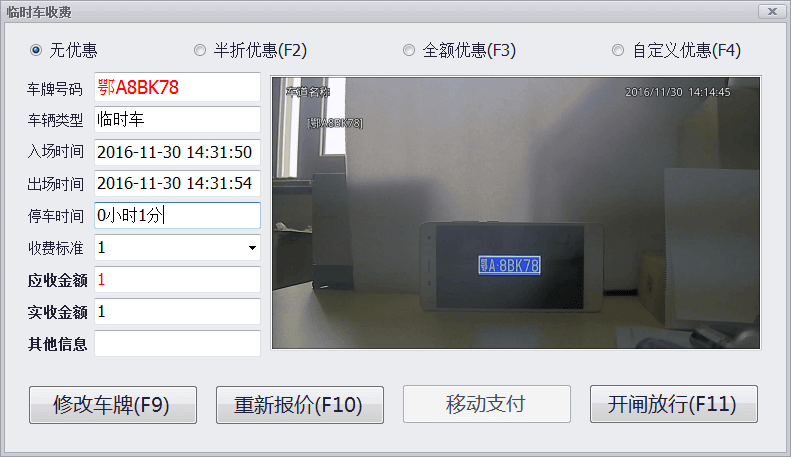 临时车收费
无优惠 半折优惠(F2) 全额优惠(F3) 自定义优惠(F4)
车牌号码 鄂A8BK78
车辆类型 临时车
入场时间 2016-11-30 14:31:50
出场时间 2016-11-30 14:31:54
停车时间 0小时1分
收费标准 1
应收金额 1
实收金额 1
其他信息
车道名称 2016/11/30 14:14:45
[鄂A8BK78]
鄂A·8BK78
修改车牌(F9) 重新报价(F10) 移动支付 开闸放行(F11)